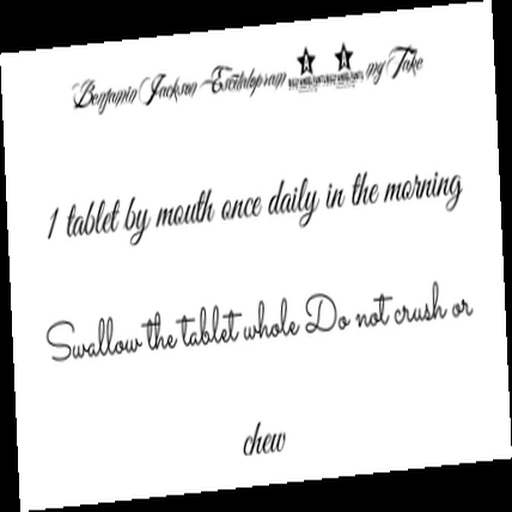 Benjamin Jackson Escitalopram mg Take
1 tablet by mouth once daily in the morning
Swallow the tablet whole Do not crush or
chew